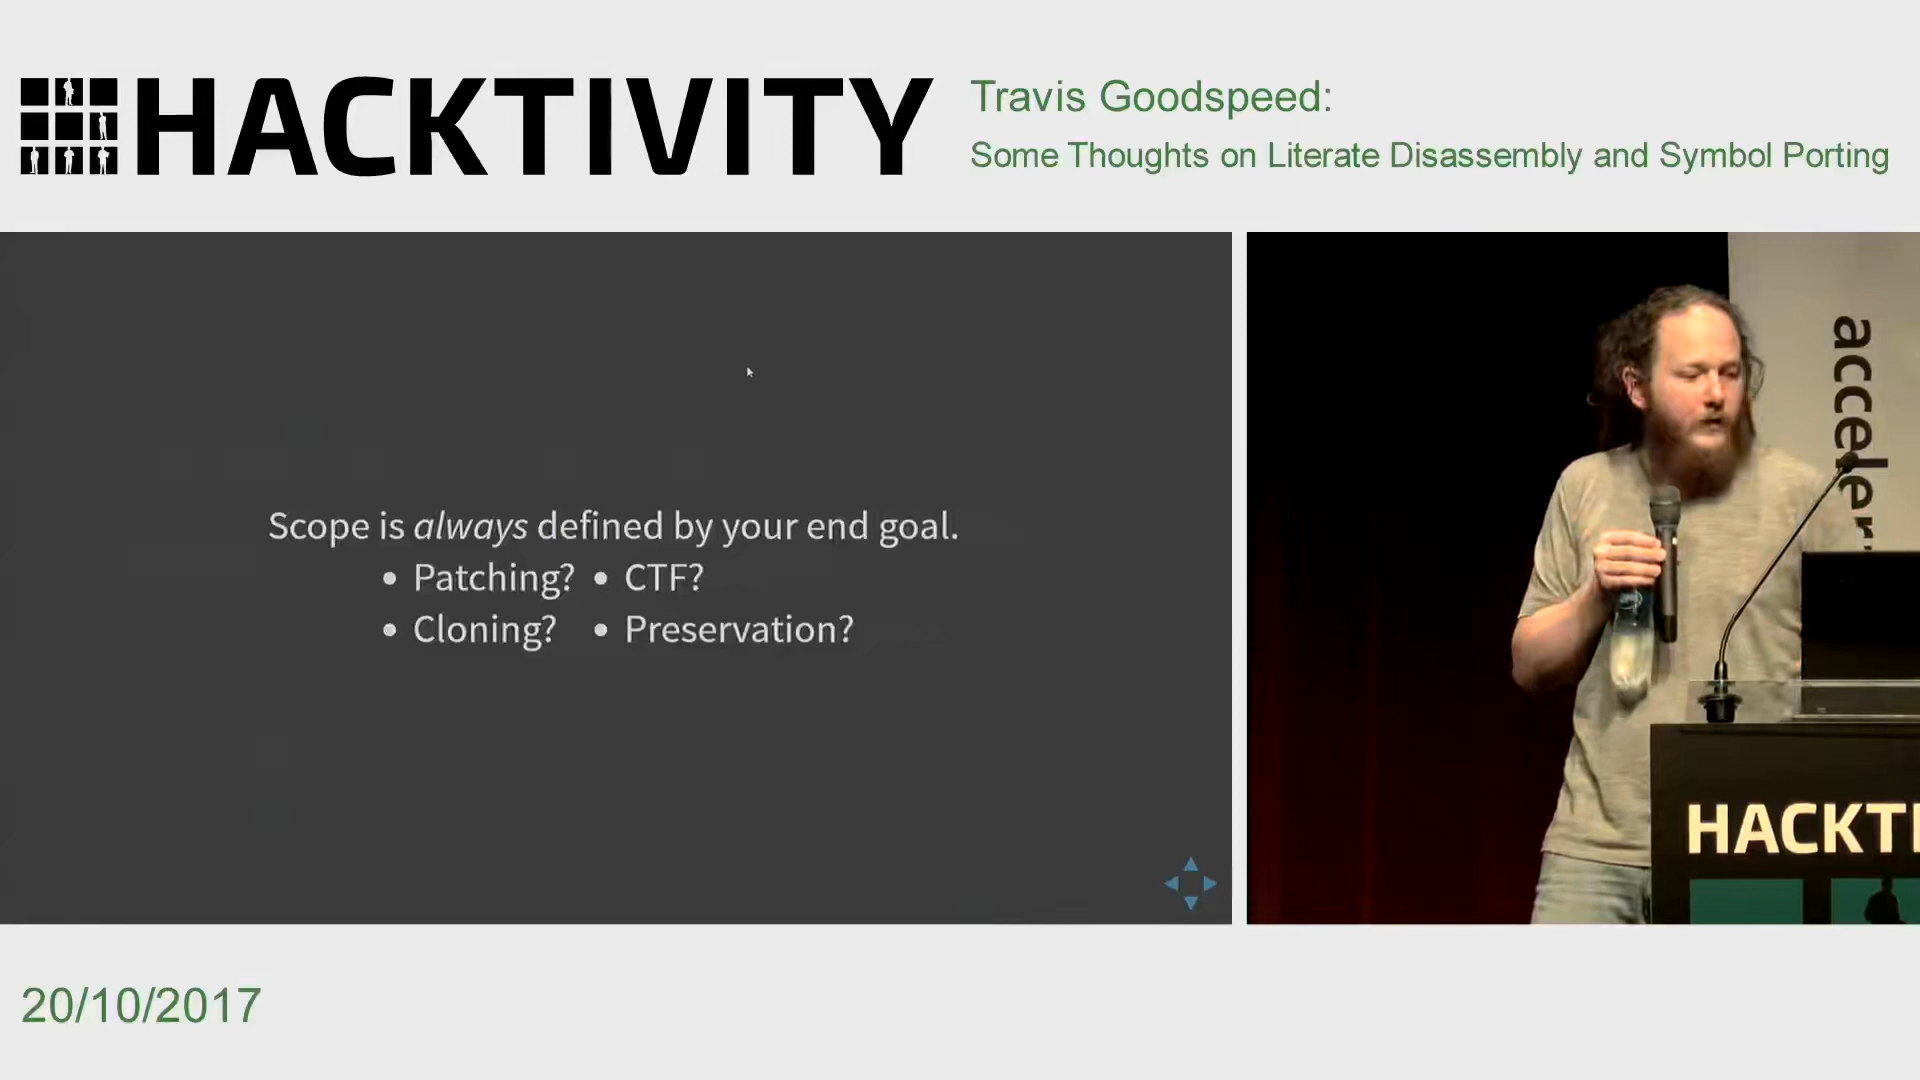 HACKTIVITY
Travis Goodspeed:
Some Thoughts on Literate Disassembly and Symbol Porting
Scope is always defined by your end goal.
• Patching? • CTF?
• Cloning? • Preservation?
acceler
HACKTI
20/10/2017